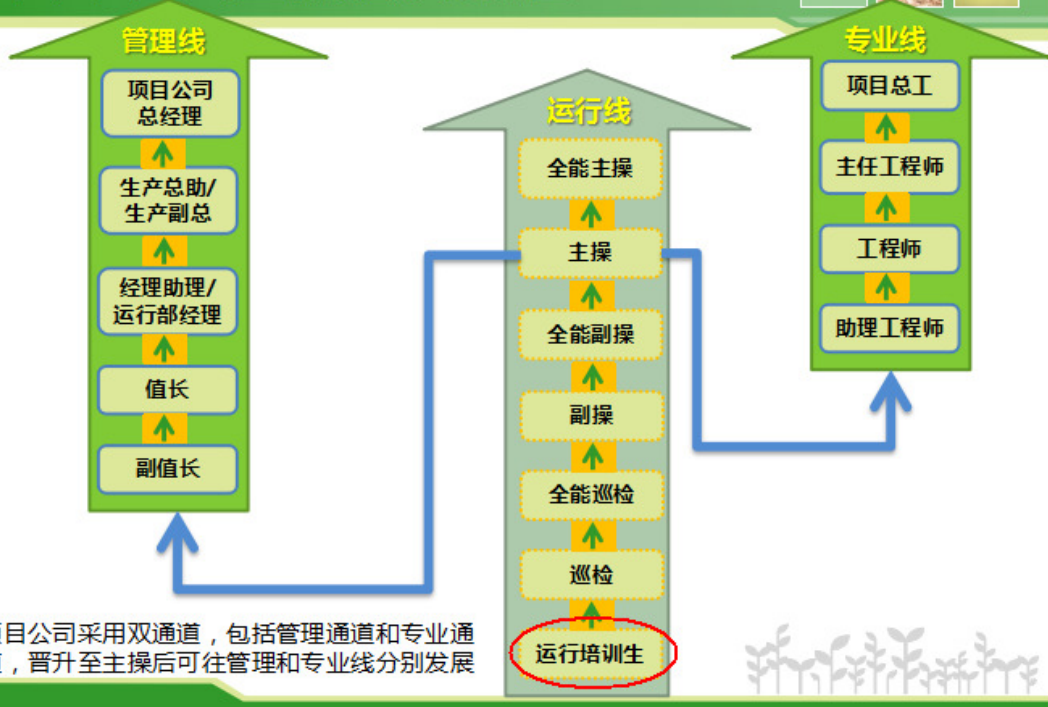 管理线
项目公司
总经理
生产总助/
生产副总
经理助理/
运行部经理
值长
副值长
运行线
全能主操
主操
全能副操
副操
全能巡检
巡检
运行培训生
专业线
项目总工
主任工程师
工程师
助理工程师
目公司采用双通道，包括管理通道和专业通
，晋升至主操后可往管理和专业线分别发展